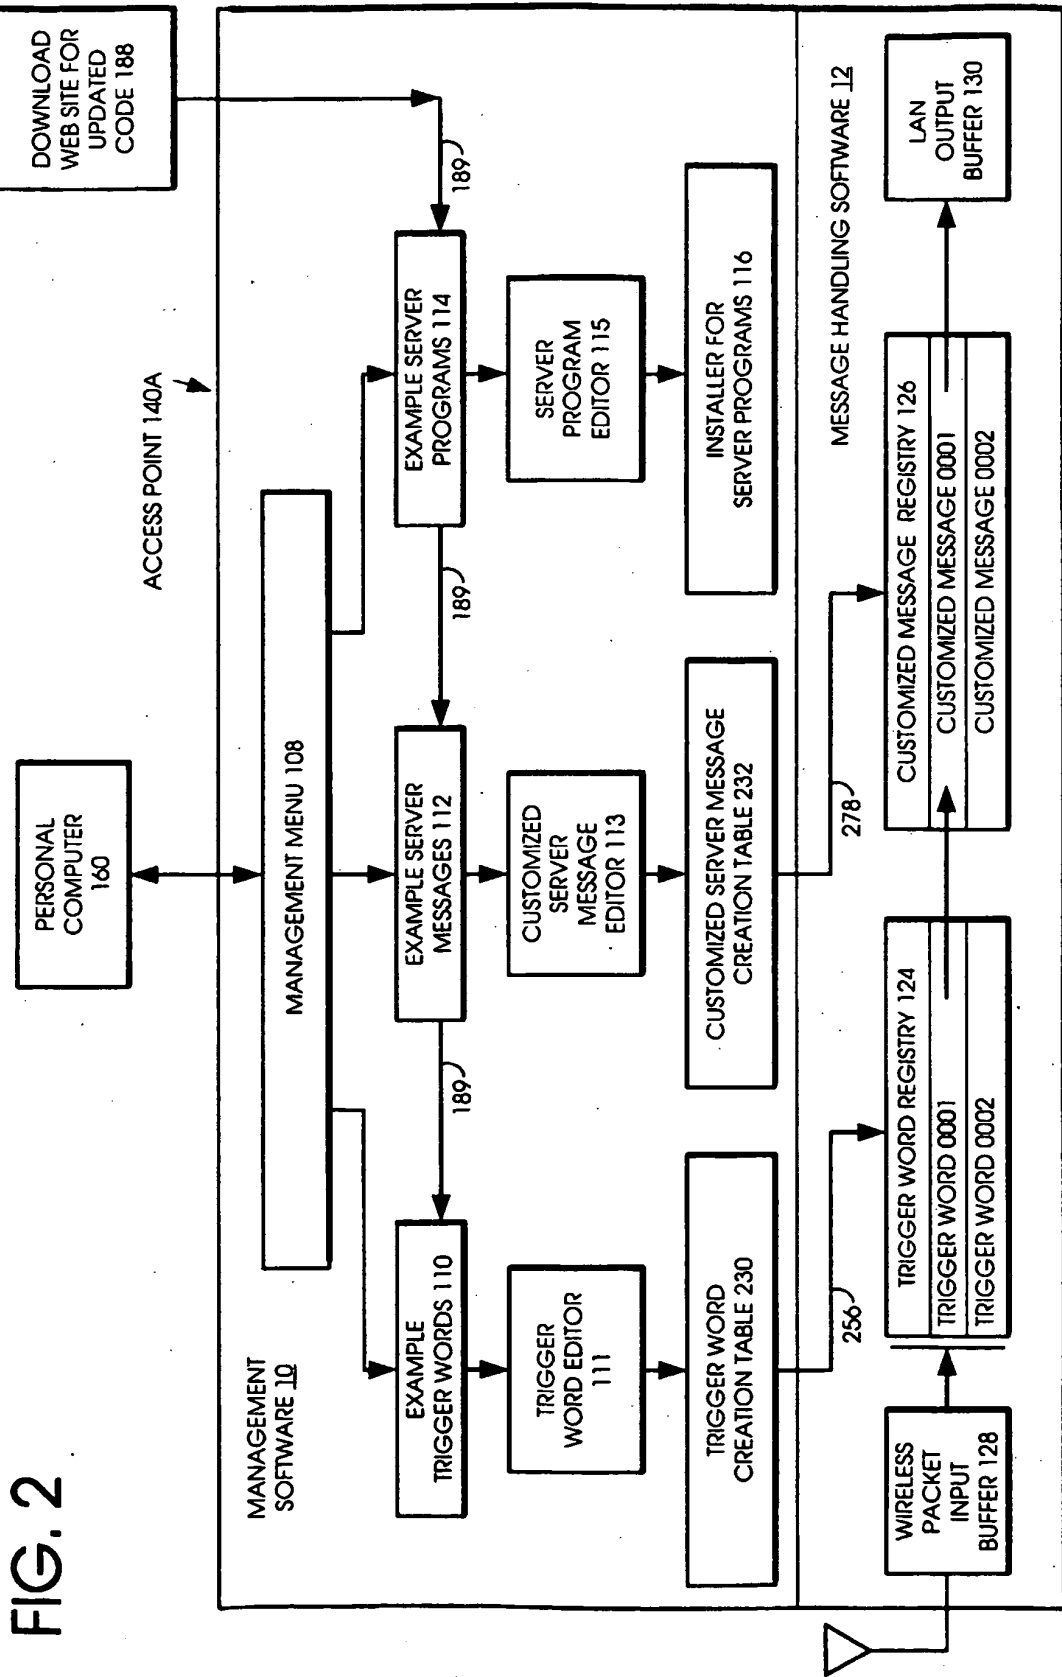 FIG. 2
PERSONAL
COMPUTER
160
DOWNLOAD
WEB SITE FOR
UPDATED
CODE 188
ACCESS POINT 140A
MANAGEMENT
SOFTWARE 10
MANAGEMENT MENU 108
189
EXAMPLE
TRIGGER WORDS 110
189
EXAMPLE SERVER
MESSAGES 112
189
EXAMPLE SERVER
PROGRAMS 114
TRIGGER
WORD EDITOR
111
CUSTOMIZED
SERVER
MESSAGE
EDITOR 113
SERVER
PROGRAM
EDITOR 115
TRIGGER WORD
CREATION TABLE 230
CUSTOMIZED SERVER MESSAGE
CREATION TABLE 232
INSTALLER FOR
SERVER PROGRAMS 116
256
278
MESSAGE HANDLING SOFTWARE 12
WIRELESS
PACKET
INPUT
BUFFER 128
TRIGGER WORD REGISTRY 124
TRIGGER WORD 0001
TRIGGER WORD 0002
CUSTOMIZED MESSAGE REGISTRY 126
CUSTOMIZED MESSAGE 0001
CUSTOMIZED MESSAGE 0002
LAN
OUTPUT
BUFFER 130